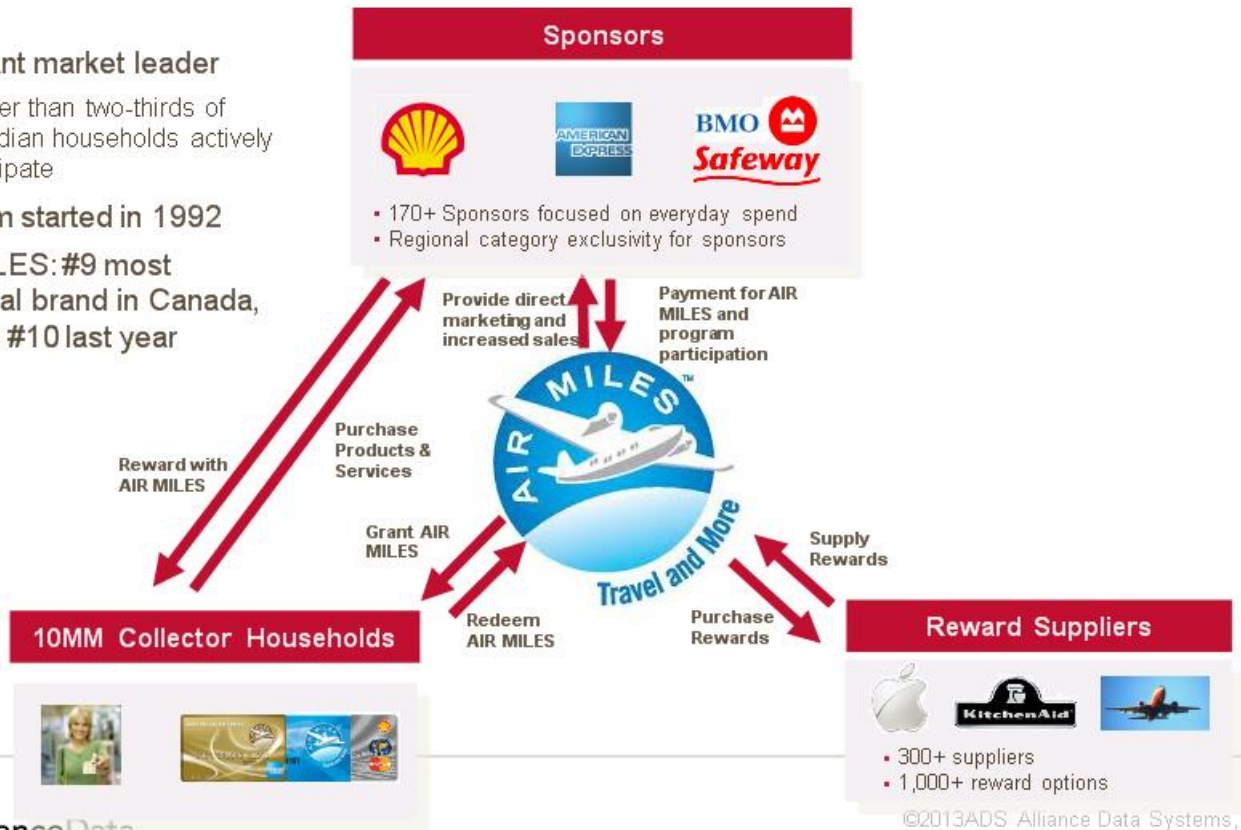 Sponsors
nt market leader
er than two-thirds of
dian households actively
ipate
m started in 1992
LES: #9 most
al brand in Canada,
#10 last year
AMERICAN
EXPRESS
BMO
Safeway
▪ 170+ Sponsors focused on everyday spend
▪ Regional category exclusivity for sponsors
Provide direct
marketing and
increased sales
Payment for AIR
MILES and
program
participation
AIR MILES™
Travel and More
Reward with
AIR MILES
Purchase
Products &
Services
Grant AIR
MILES
Redeem
AIR MILES
Supply
Rewards
Purchase
Rewards
10MM Collector Households
Reward Suppliers
KitchenAid
▪ 300+ suppliers
▪ 1,000+ reward options
anceData
©2013ADS Alliance Data Systems,